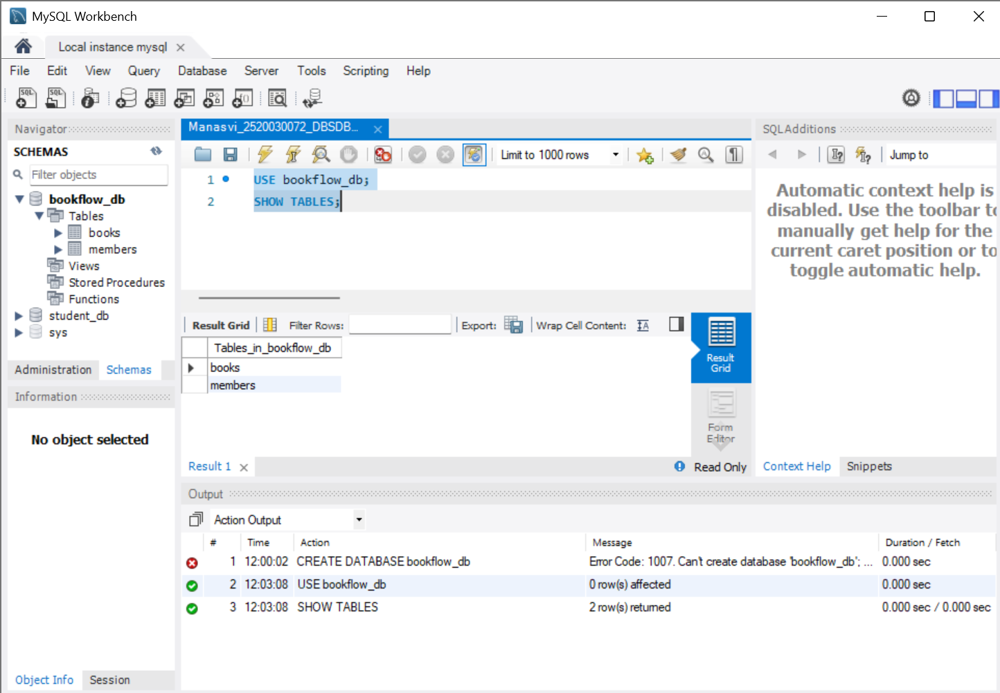 MySQL Workbench
Local instance mysql
File Edit View Query Database Server Tools Scripting Help
Navigator
SCHEMAS
Filter objects
bookflow_db
Tables
books
members
Views
Stored Procedures
Functions
student_db
sys
Administration Schemas
Information
No object selected
Object Info Session
Manasvi_2520030072_DBSDB...
Limit to 1000 rows
1 USE bookflow_db;
2 SHOW TABLES;
Result Grid Filter Rows: Export: Wrap Cell Content:
Tables_in_bookflow_db
books
members
Result
Grid
Form
Editor
Result 1 Read Only
SQLAdditions
Jump to
Automatic context help is
disabled. Use the toolbar to
manually get help for the
current caret position or to
toggle automatic help.
Context Help Snippets
Output
Action Output
# Time Action Message Duration / Fetch
1 12:00:02 CREATE DATABASE bookflow_db Error Code: 1007. Can't create database 'bookflow_db'; ... 0.000 sec
2 12:03:08 USE bookflow_db 0 row(s) affected 0.000 sec
3 12:03:08 SHOW TABLES 2 row(s) returned 0.000 sec / 0.000 sec